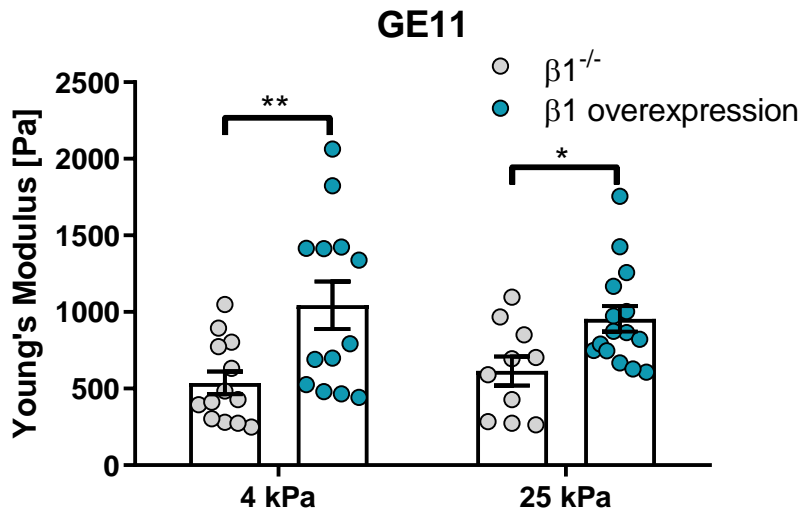 GE11
β1-/-
β1 overexpression
Young's Modulus [Pa]
2500
2000
1500
1000
500
0
**
*
4 kPa
25 kPa